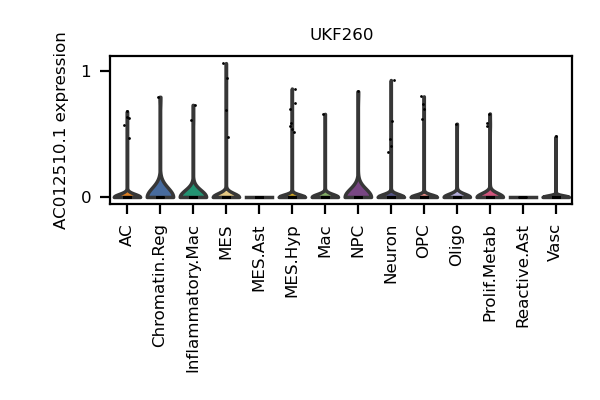 UKF260
AC012510.1 expression
1
0
AC
Chromatin.Reg
Inflammatory.Mac
MES
MES.Ast
MES.Hyp
Mac
NPC
Neuron
OPC
Oligo
Prolif.Metab
Reactive.Ast
Vasc